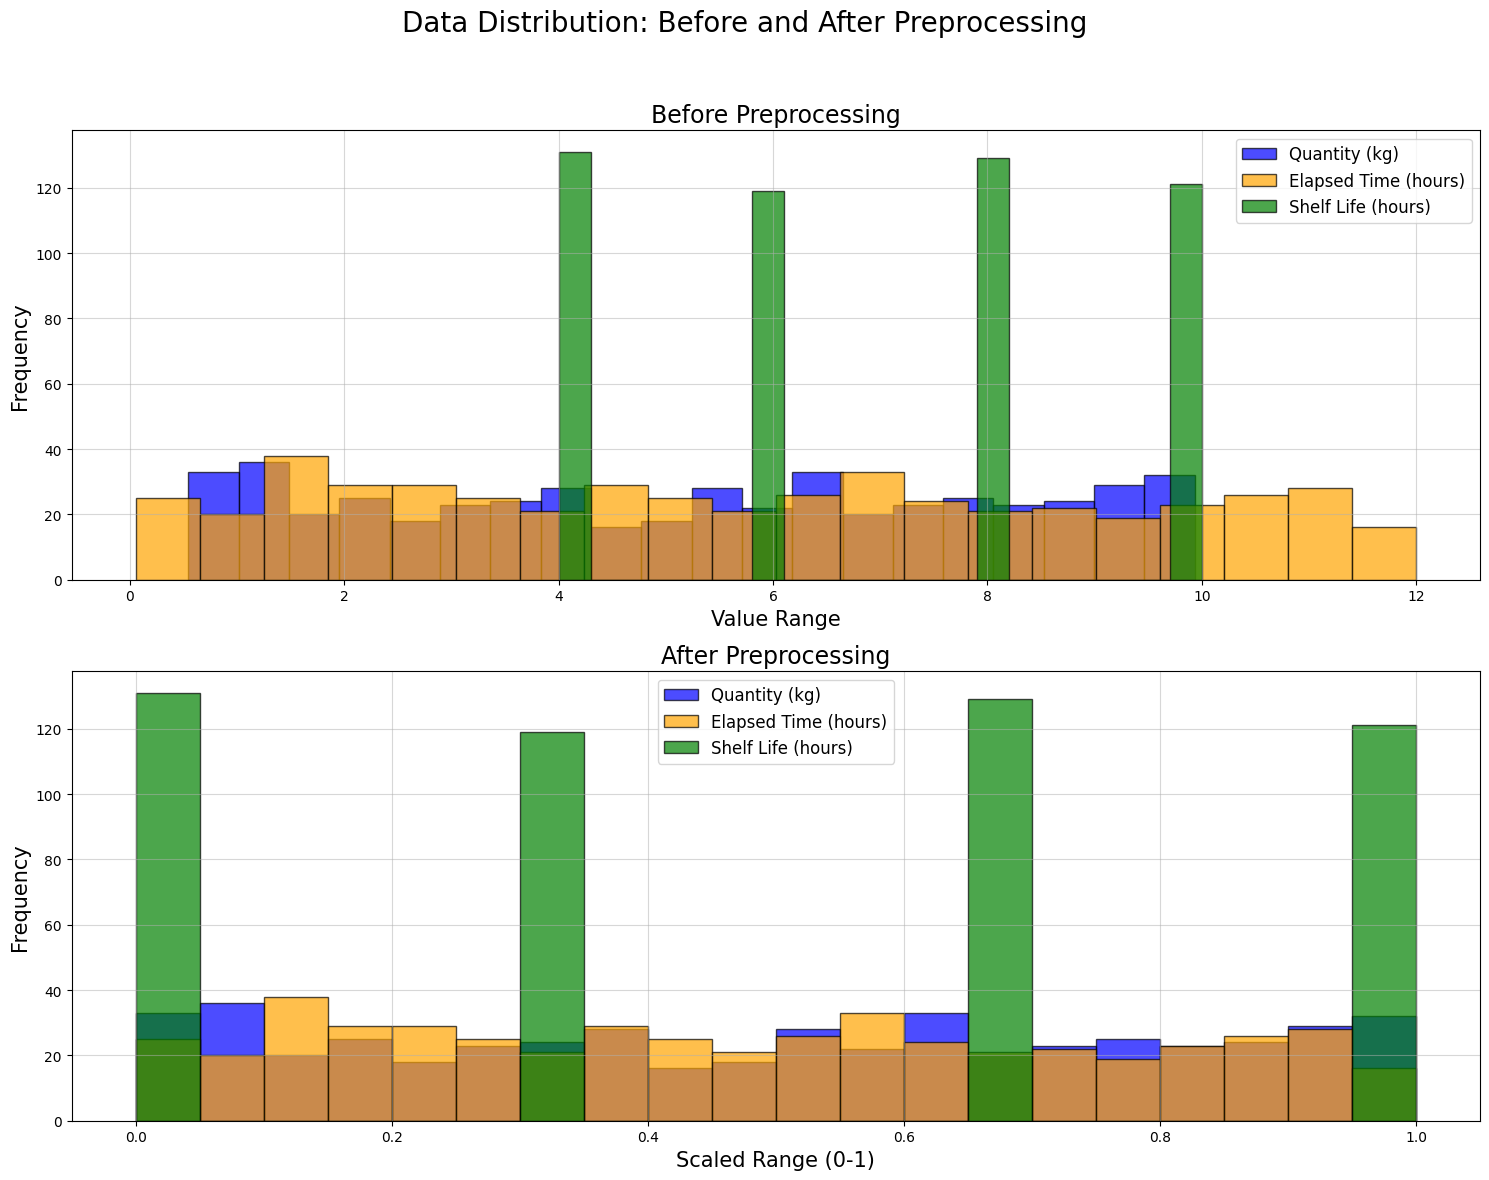 Data Distribution: Before and After Preprocessing
Before Preprocessing
Quantity (kg)
Elapsed Time (hours)
Shelf Life (hours)
Frequency
120
100
80
60
40
20
0
0 2 4 6 8 10 12
Value Range
After Preprocessing
Quantity (kg)
Elapsed Time (hours)
Shelf Life (hours)
Frequency
120
100
80
60
40
20
0
0.0 0.2 0.4 0.6 0.8 1.0
Scaled Range (0-1)